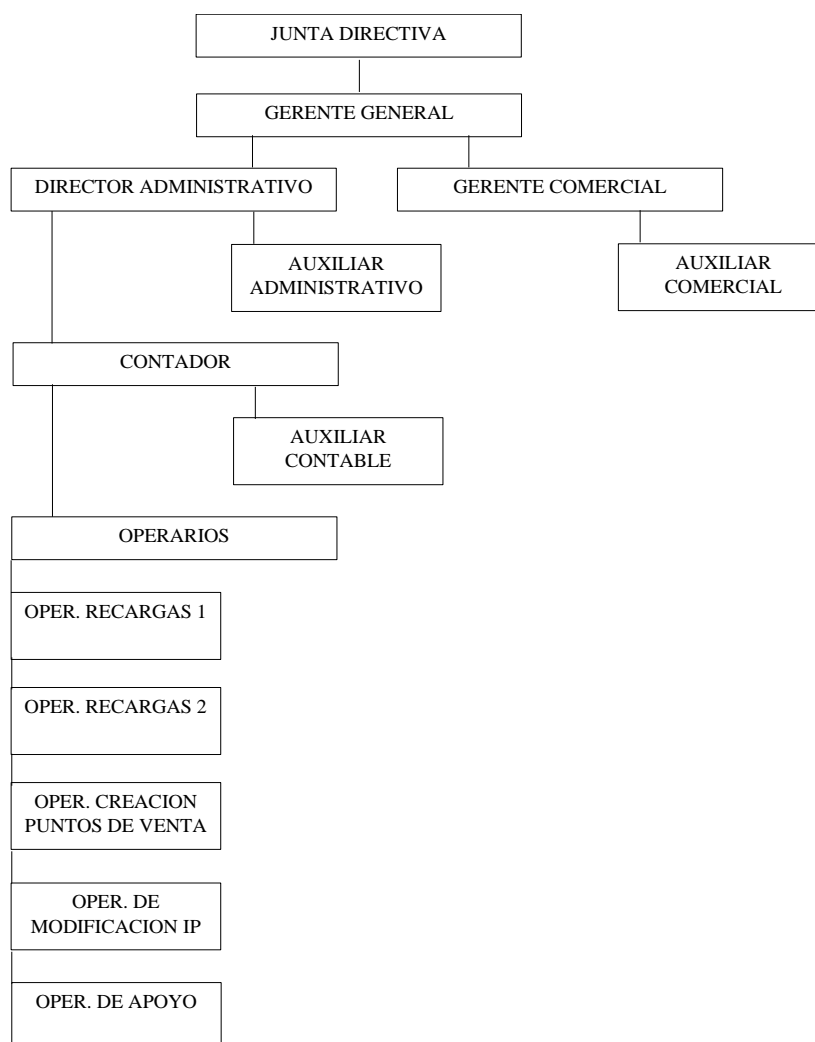 JUNTA DIRECTIVA
GERENTE GENERAL
DIRECTOR ADMINISTRATIVO
GERENTE COMERCIAL
AUXILIAR
ADMINISTRATIVO
AUXILIAR
COMERCIAL
CONTADOR
AUXILIAR
CONTABLE
OPERARIOS
OPER. RECARGAS 1
OPER. RECARGAS 2
OPER. CREACION
PUNTOS DE VENTA
OPER. DE
MODIFICACION IP
OPER. DE APOYO